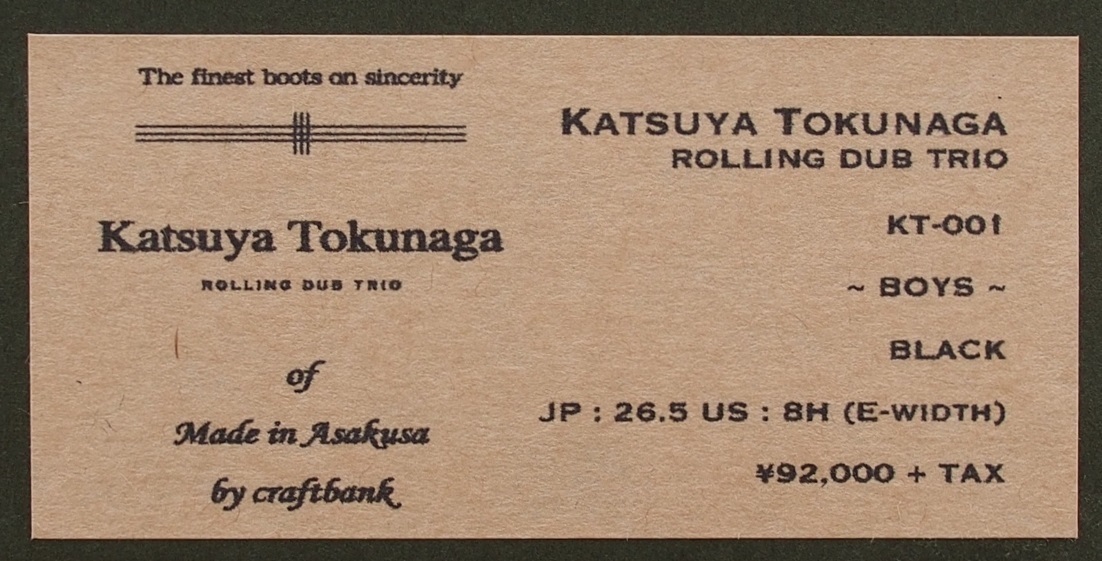 The finest boots on sincerity
Katsuya Tokunaga
ROLLING DUB TRIO
of
Made in Asakusa
by craftbank
KATSUYA TOKUNAGA
ROLLING DUB TRIO
KT-001
~ BOYS ~
BLACK
JP : 26.5 US : 8H (E-WIDTH)
¥92,000 + TAX